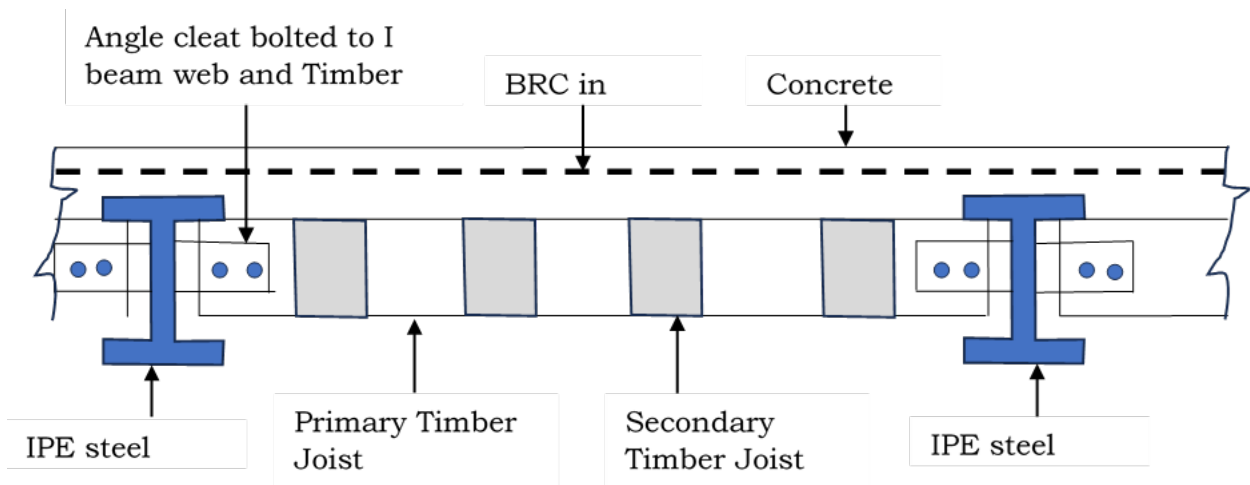 Angle cleat bolted to I
beam web and Timber
BRC in
Concrete
IPE steel
Primary Timber
Joist
Secondary
Timber Joist
IPE steel